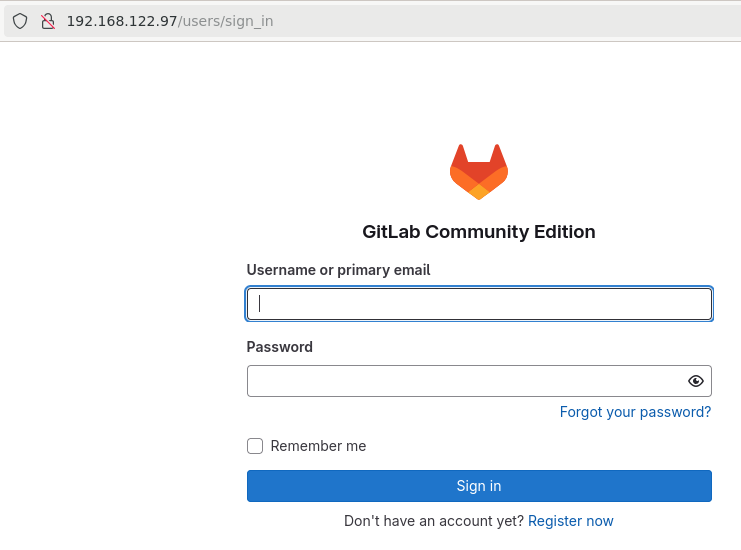 192.168.122.97/users/sign_in
GitLab Community Edition
Username or primary email
Password
Forgot your password?
Remember me
Sign in
Don't have an account yet? Register now